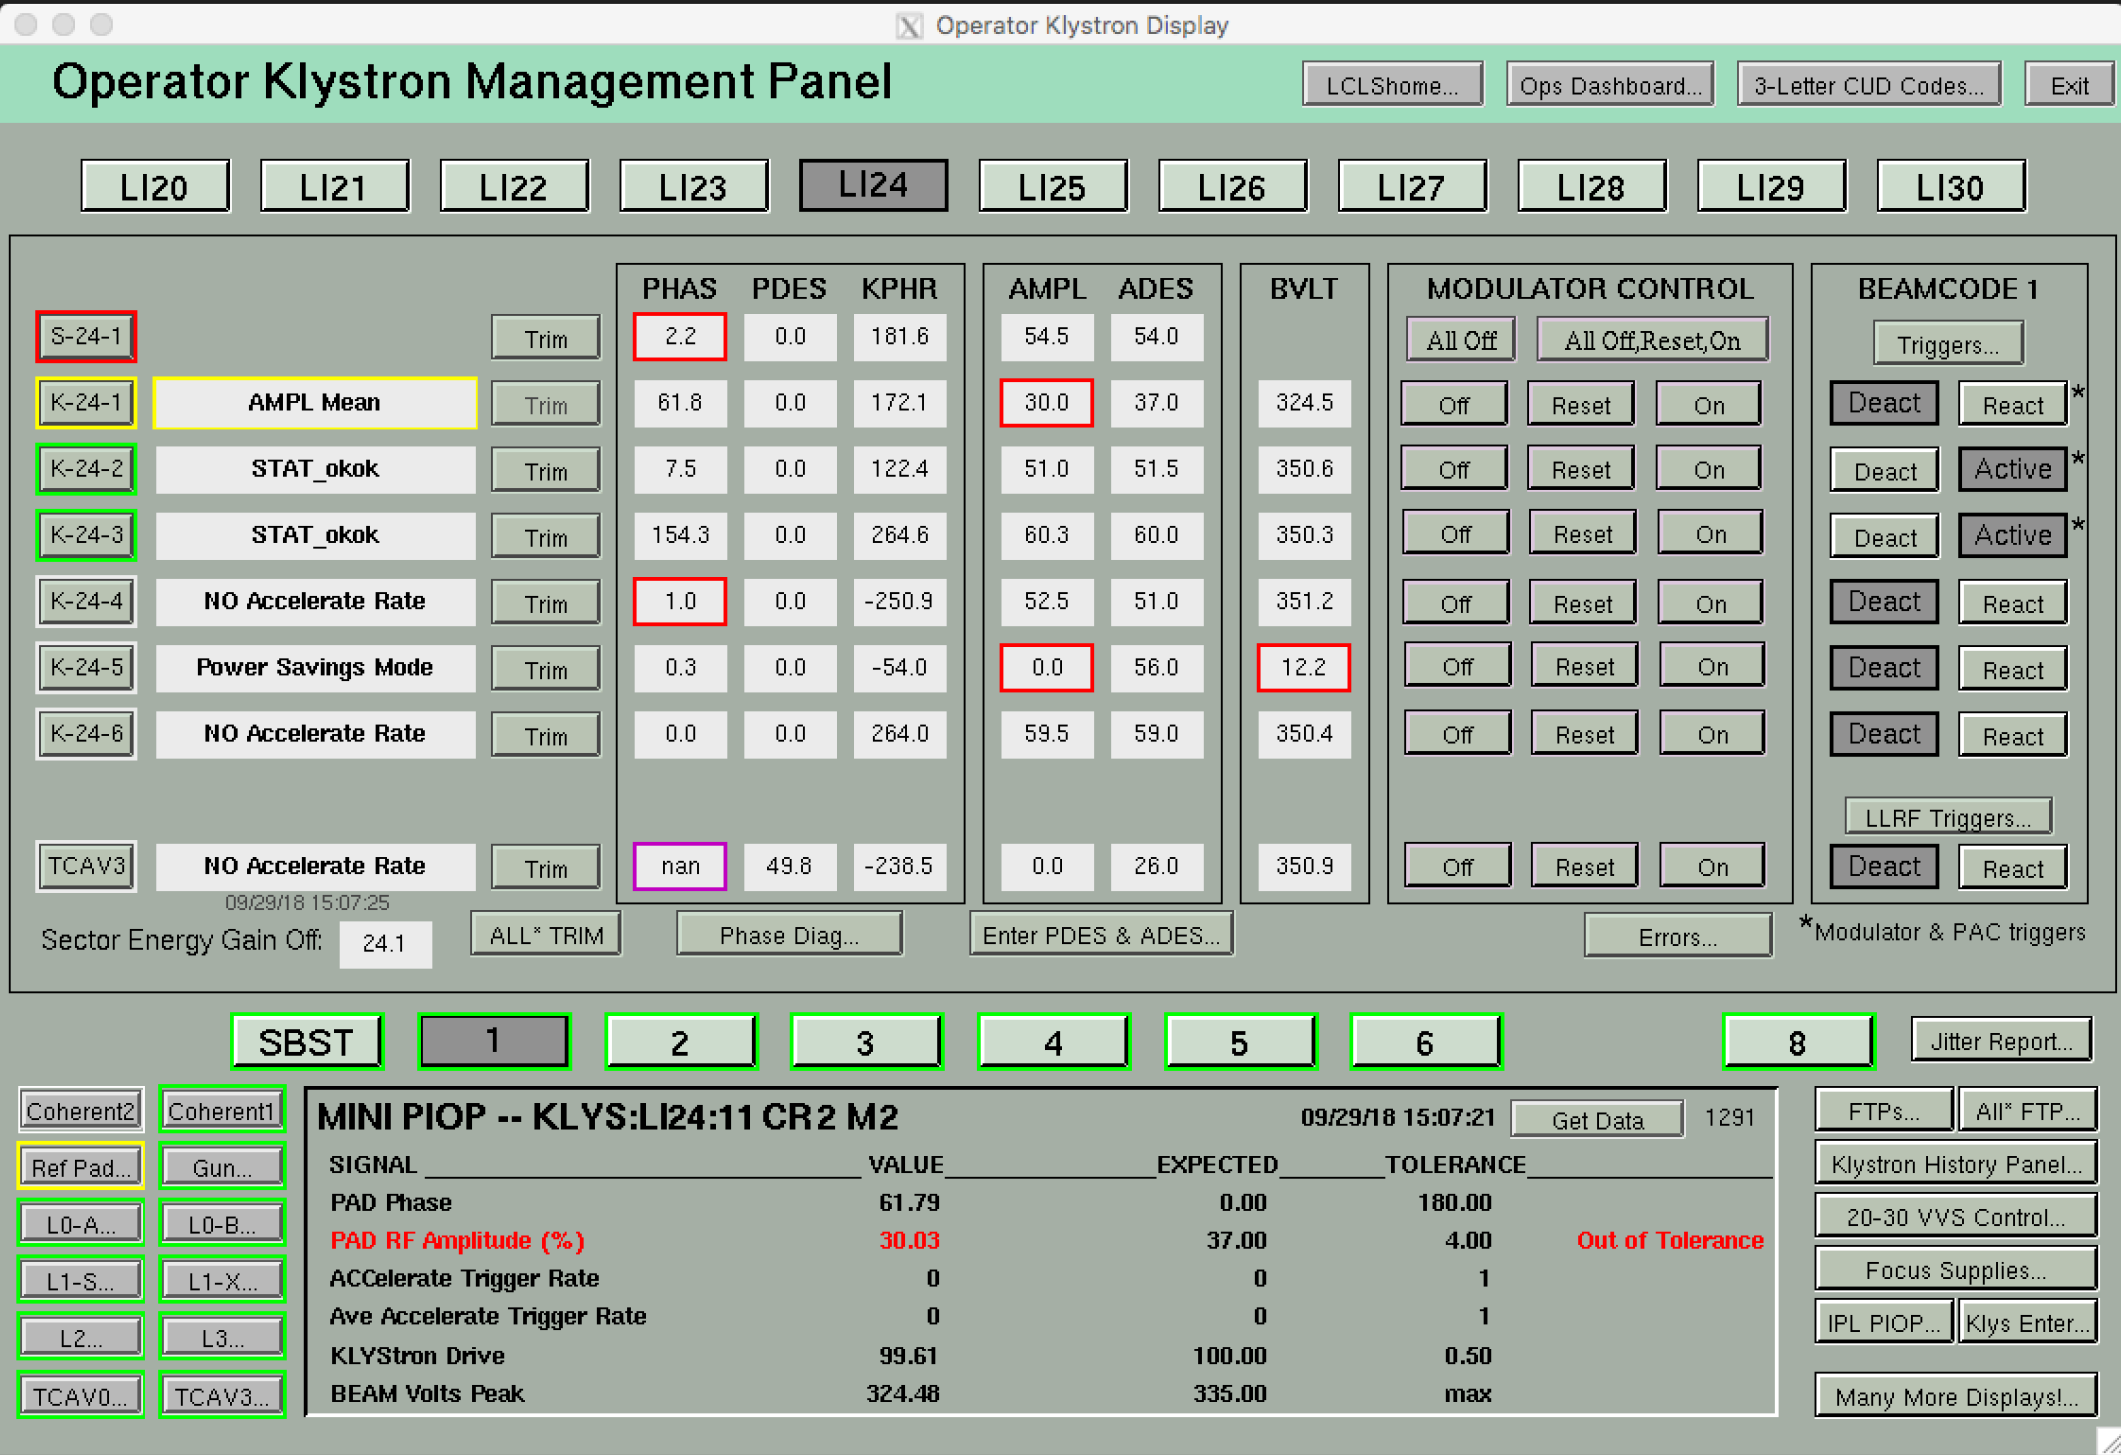 Operator Klystron Display
Operator Klystron Management Panel
LCLShome... Ops Dashboard... 3-Letter CUD Codes... Exit
LI20 LI21 LI22 LI23 LI24 LI25 LI26 LI27 LI28 LI29 LI30
PHAS PDES KPHR AMPL ADES BVLT MODULATOR CONTROL BEAMCODE 1
S-24-1 Trim 2.2 0.0 181.6 54.5 54.0 All Off All Off,Reset,On Triggers...
K-24-1 AMPL Mean Trim 61.8 0.0 172.1 30.0 37.0 324.5 Off Reset On Deact React *
K-24-2 STAT_okok Trim 7.5 0.0 122.4 51.0 51.5 350.6 Off Reset On Deact Active *
K-24-3 STAT_okok Trim 154.3 0.0 264.6 60.3 60.0 350.3 Off Reset On Deact Active *
K-24-4 NO Accelerate Rate Trim 1.0 0.0 -250.9 52.5 51.0 351.2 Off Reset On Deact React
K-24-5 Power Savings Mode Trim 0.3 0.0 -54.0 0.0 56.0 12.2 Off Reset On Deact React
K-24-6 NO Accelerate Rate Trim 0.0 0.0 264.0 59.5 59.0 350.4 Off Reset On Deact React
LLRF Triggers...
TCAV3 NO Accelerate Rate Trim nan 49.8 -238.5 0.0 26.0 350.9 Off Reset On Deact React
09/29/18 15:07:25
Sector Energy Gain Off: 24.1 ALL* TRIM Phase Diag... Enter PDES & ADES... Errors... *Modulator & PAC triggers
SBST 1 2 3 4 5 6 8 Jitter Report...
Coherent2 Coherent1 MINI PIOP -- KLYS:LI24:11 CR2 M2 09/29/18 15:07:21 Get Data 1291 FTPs... All* FTP...
Ref Pad... Gun... SIGNAL VALUE EXPECTED TOLERANCE Klystron History Panel...
PAD Phase 61.79 0.00 180.00
L0-A... L0-B... PAD RF Amplitude (%) 30.03 37.00 4.00 Out of Tolerance 20-30 VVS Control...
L1-S... L1-X... ACCelerate Trigger Rate 0 0 1 Focus Supplies...
L2... L3... Ave Accelerate Trigger Rate 0 0 1 IPL PIOP... Klys Enter...
KLYStron Drive 99.61 100.00 0.50
TCAV0... TCAV3... BEAM Volts Peak 324.48 335.00 max Many More Displays!...